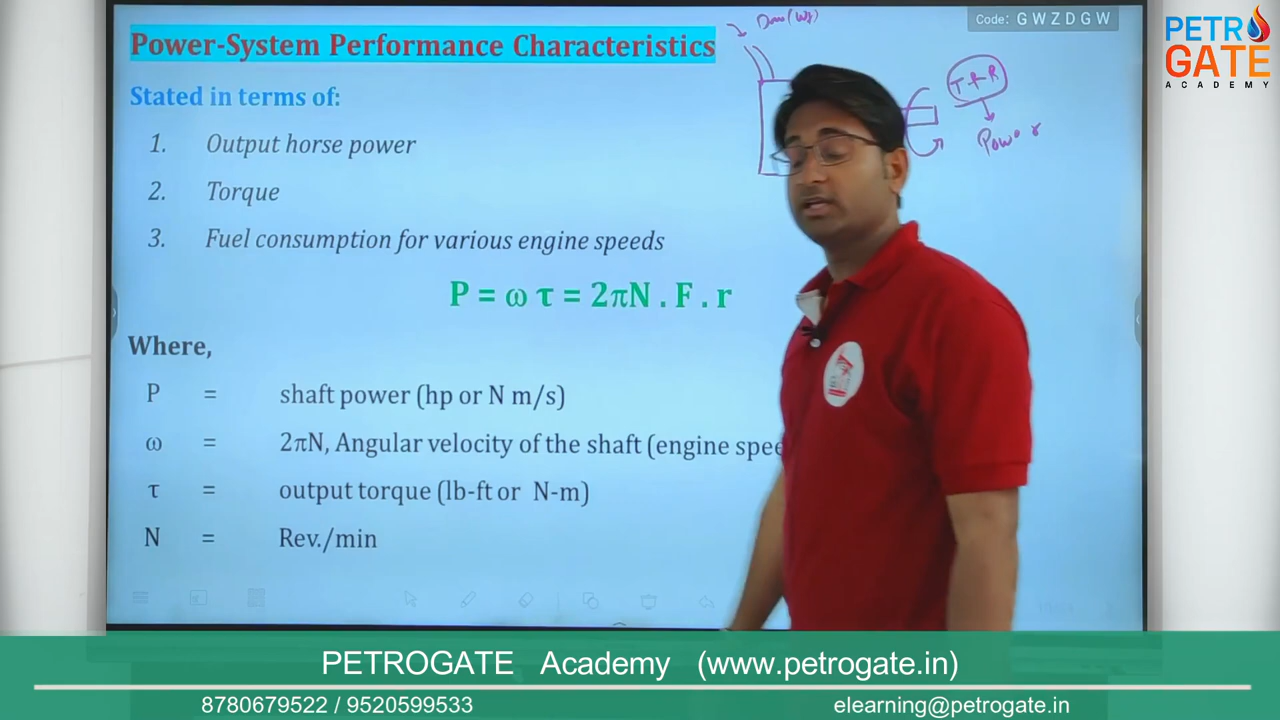 Code: G W Z D G W
PETRO
GATE
ACADEMY
Power-System Performance Characteristics
T & R
Power
Stated in terms of:
1. Output horse power
2. Torque
3. Fuel consumption for various engine speeds
P = ω τ = 2πN . F . r
Where,
P = shaft power (hp or N m/s)
ω = 2πN, Angular velocity of the shaft (engine spee
τ = output torque (lb-ft or N-m)
N = Rev./min
PETROGATE Academy (www.petrogate.in)
8780679522 / 9520599533
elearning@petrogate.in